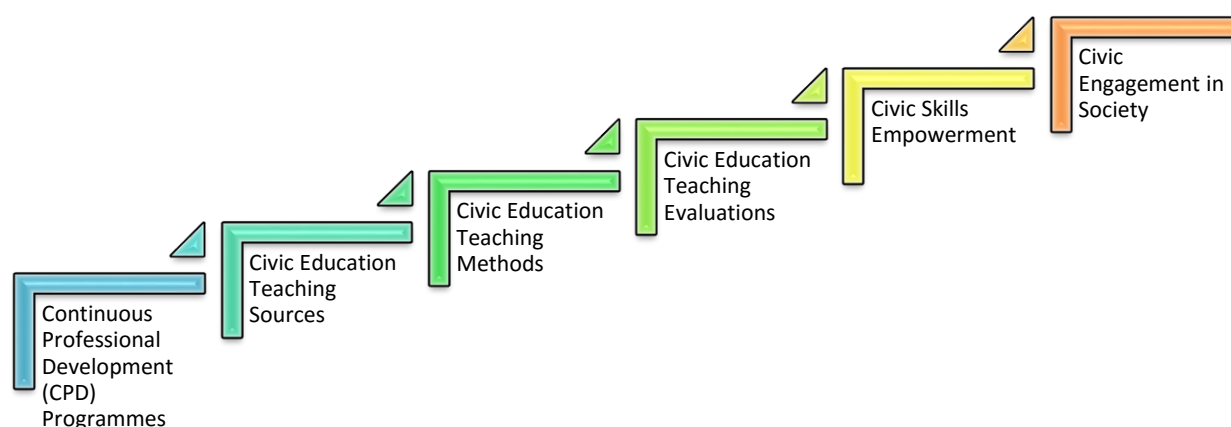 Continuous
Professional
Development
(CPD)
Programmes
Civic Education
Teaching
Sources
Civic Education
Teaching
Methods
Civic Education
Teaching
Evaluations
Civic Skills
Empowerment
Civic
Engagement in
Society